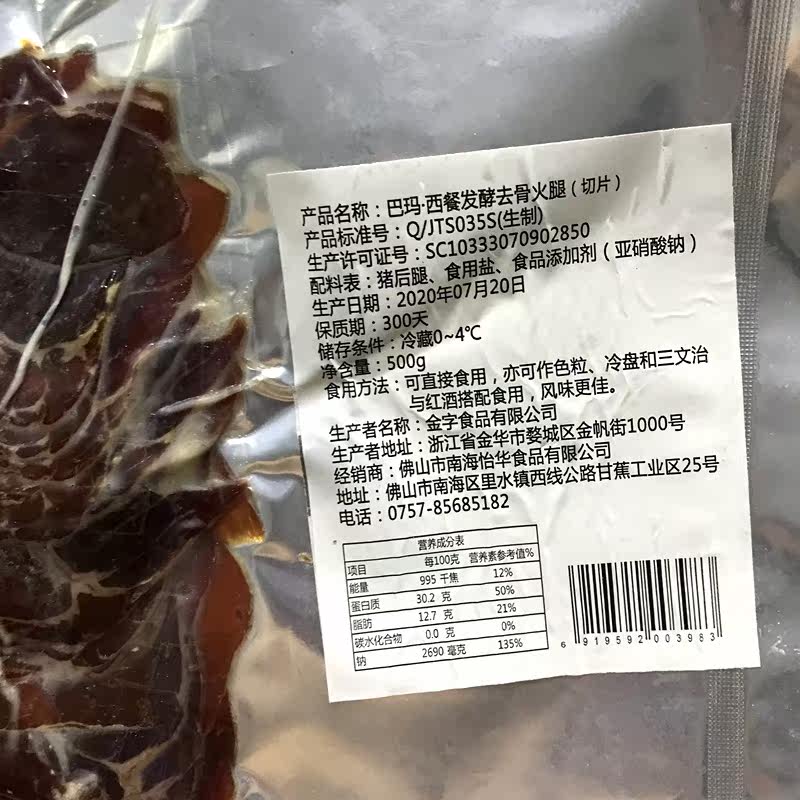 产品名称：巴玛·西餐发酵去骨火腿（切片）
产品标准号：Q/JTS035S(生制)
生产许可证号：SC10333070902850
配料表：猪后腿、食用盐、食品添加剂（亚硝酸钠）
生产日期：2020年07月20日
保质期：300天
储存条件：冷藏0~4℃
净含量：500g
食用方法：可直接食用，亦可作色粒、冷盘和三文治
与红酒搭配食用，风味更佳。
生产者名称：金字食品有限公司
生产者地址：浙江省金华市婺城区金帆街1000号
经销商：佛山市南海怡华食品有限公司
地址：佛山市南海区里水镇西线公路甘蕉工业区25号
电话：0757-85685182
营养成分表
项目 每100克 营养素参考值%
能量 995 千焦 12%
蛋白质 30.2 克 50%
脂肪 12.7 克 21%
碳水化合物 0.0 克 0%
钠 2690 毫克 135%
6 919592 003983